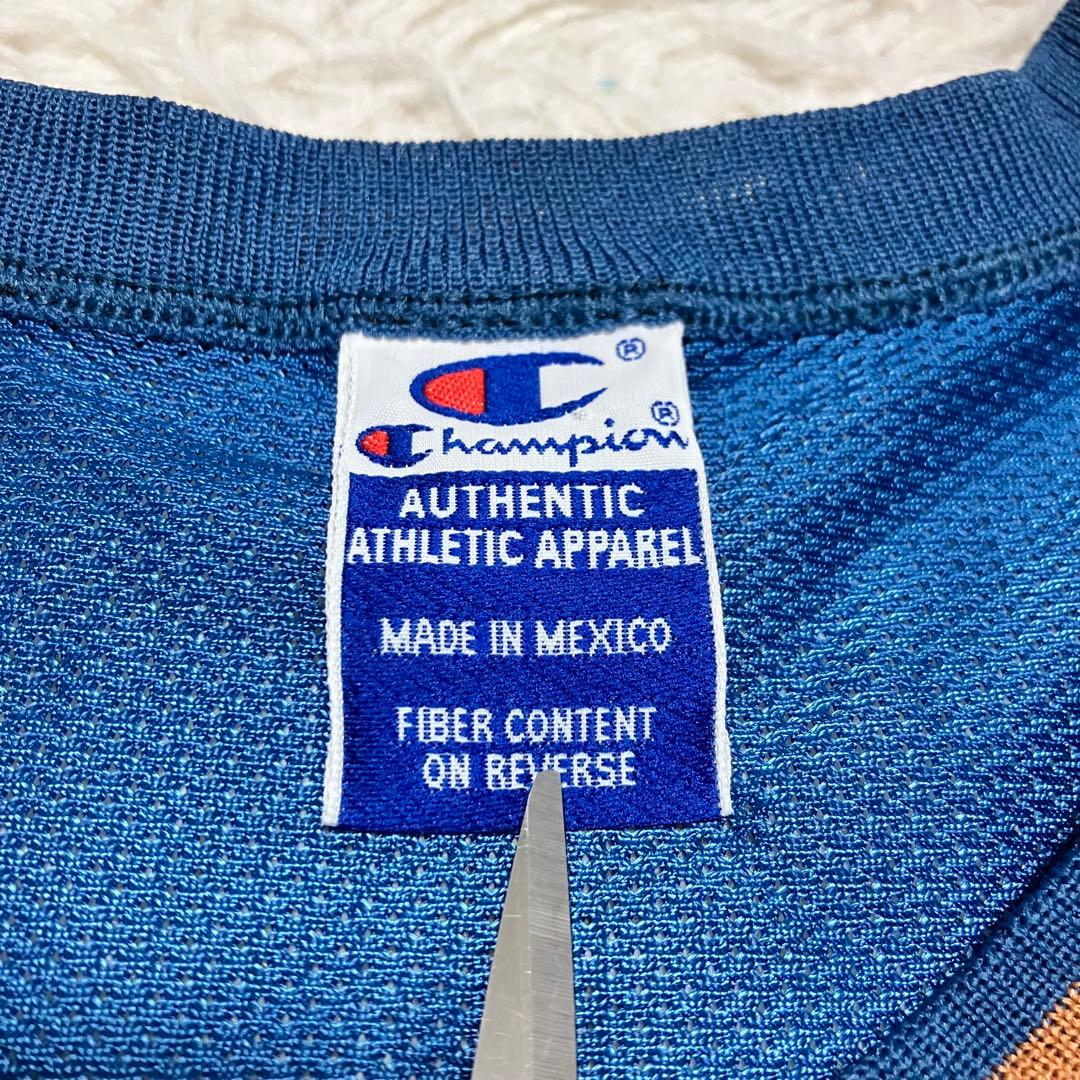 ®
Champion®
AUTHENTIC
ATHLETIC APPAREL
MADE IN MEXICO
FIBER CONTENT
ON REVERSE